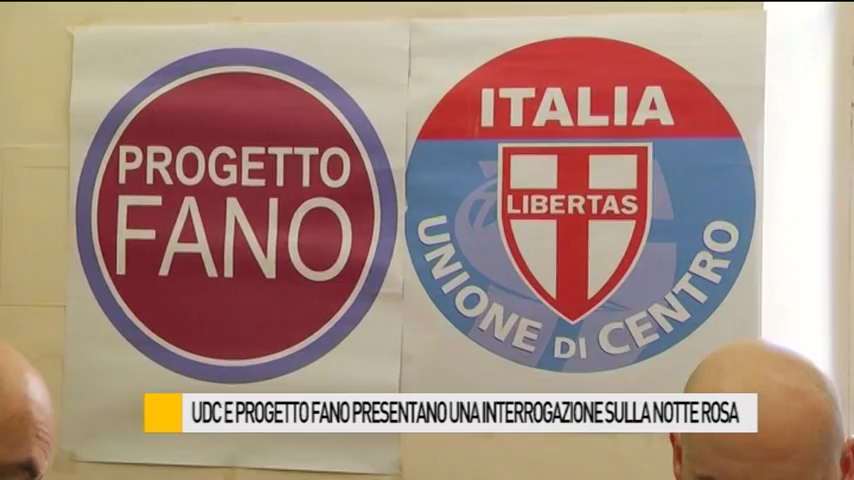 PROGETTO
FANO
ITALIA
LIBERTAS
UNIONE DI CENTRO
UDC E PROGETTO FANO PRESENTANO UNA INTERROGAZIONE SULLA NOTTE ROSA